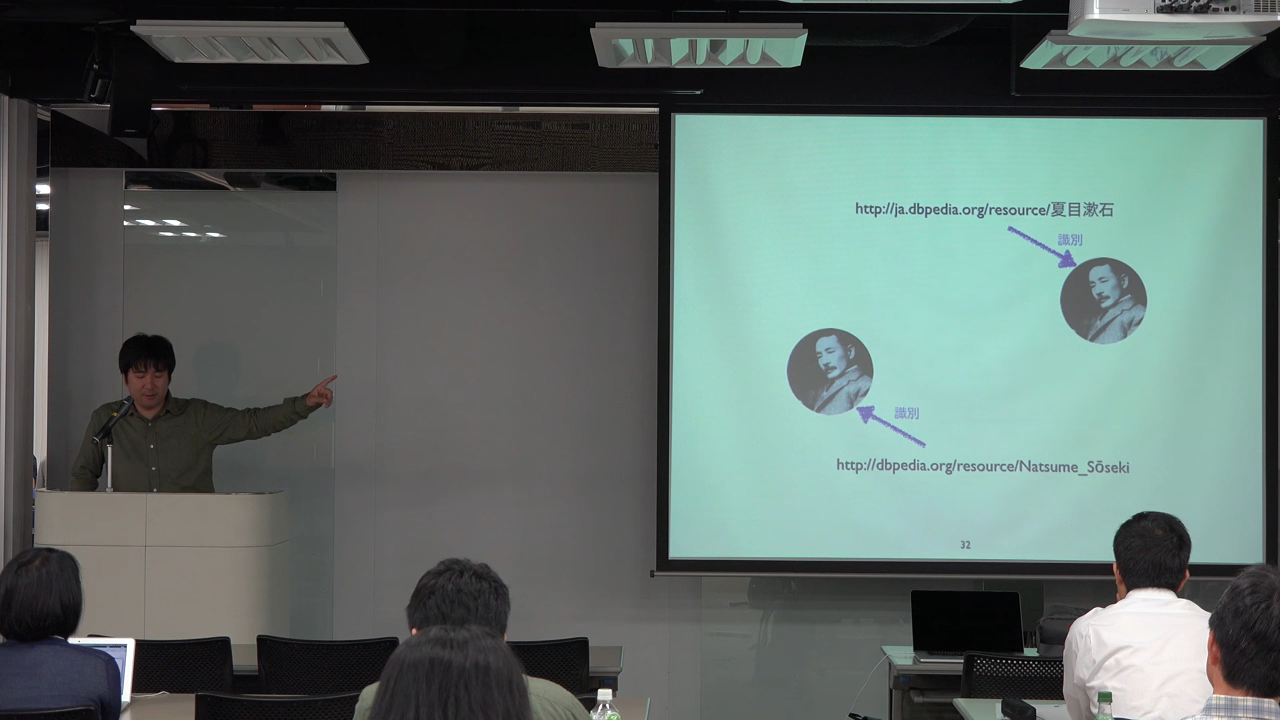 http://ja.dbpedia.org/resource/夏目漱石
識別
識別
http://dbpedia.org/resource/Natsume_Sōseki
32